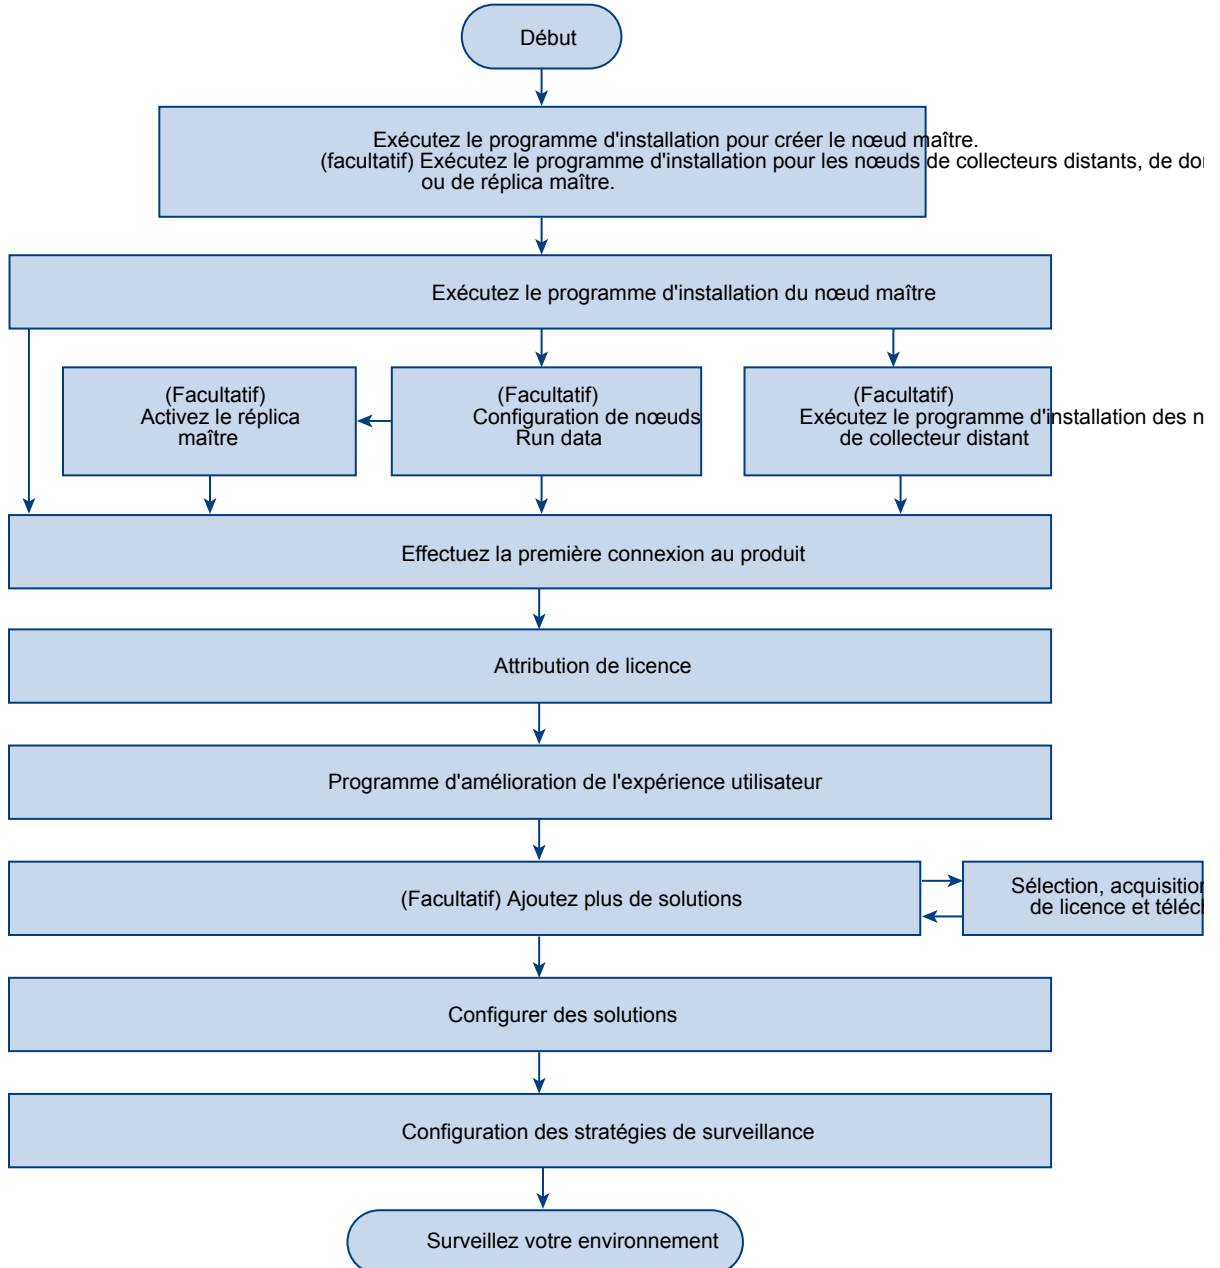 Début
Exécutez le programme d'installation pour créer le nœud maître.
(facultatif) Exécutez le programme d'installation pour les nœuds de collecteurs distants, de
ou de réplica maître.
Exécutez le programme d'installation du nœud maître
(Facultatif)
Activez le réplica
maître
(Facultatif)
Configuration de nœuds
Run data
(Facultatif)
Exécutez le programme d'installation des
de collecteur distant
Effectuez la première connexion au produit
Attribution de licence
Programme d'amélioration de l'expérience utilisateur
(Facultatif) Ajoutez plus de solutions
Sélection, acquisition
de licence et
Configurer des solutions
Configuration des stratégies de surveillance
Surveillez votre environnement